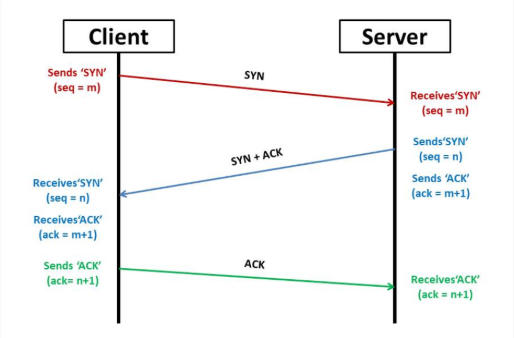 Client
Server
Sends ‘SYN’
(seq = m)
SYN
Receives‘SYN’
(seq = m)
Sends‘SYN’
(seq = n)
SYN + ACK
Sends ‘ACK’
(ack = m+1)
Receives‘SYN’
(seq = n)
Receives‘ACK’
(ack = m+1)
Sends ‘ACK’
(ack= n+1)
ACK
Receives‘ACK’
(ack = n+1)